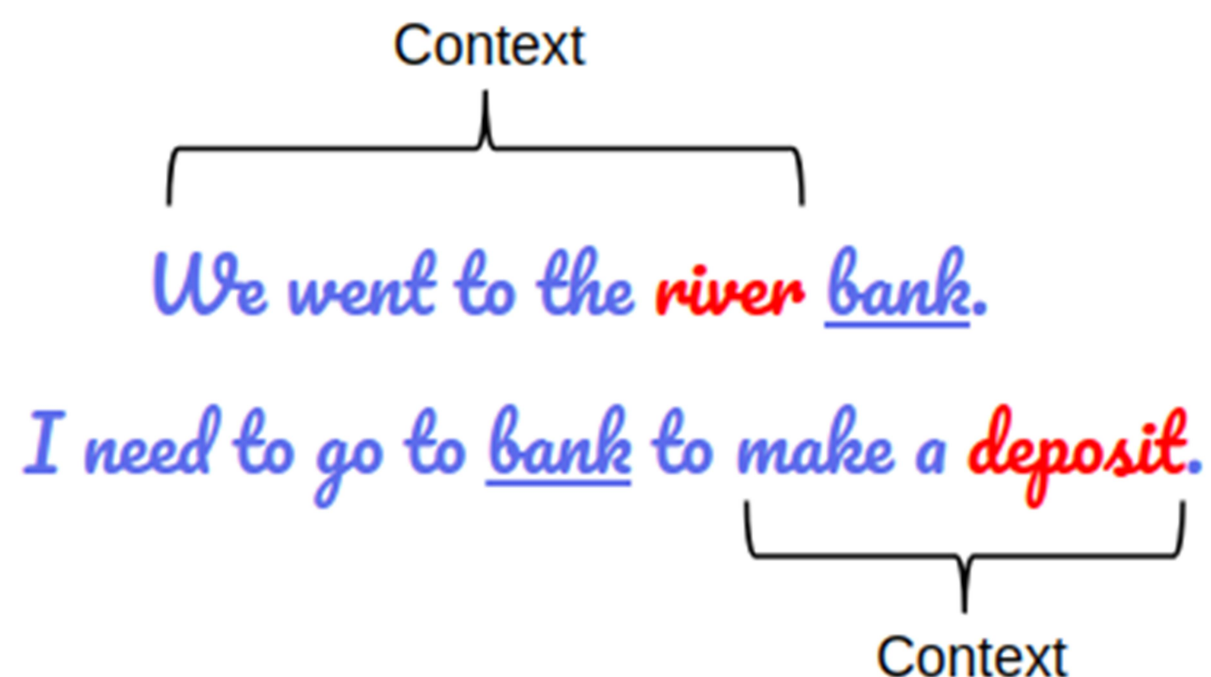 Context
We went to the river bank.
I need to go to bank to make a deposit.
Context